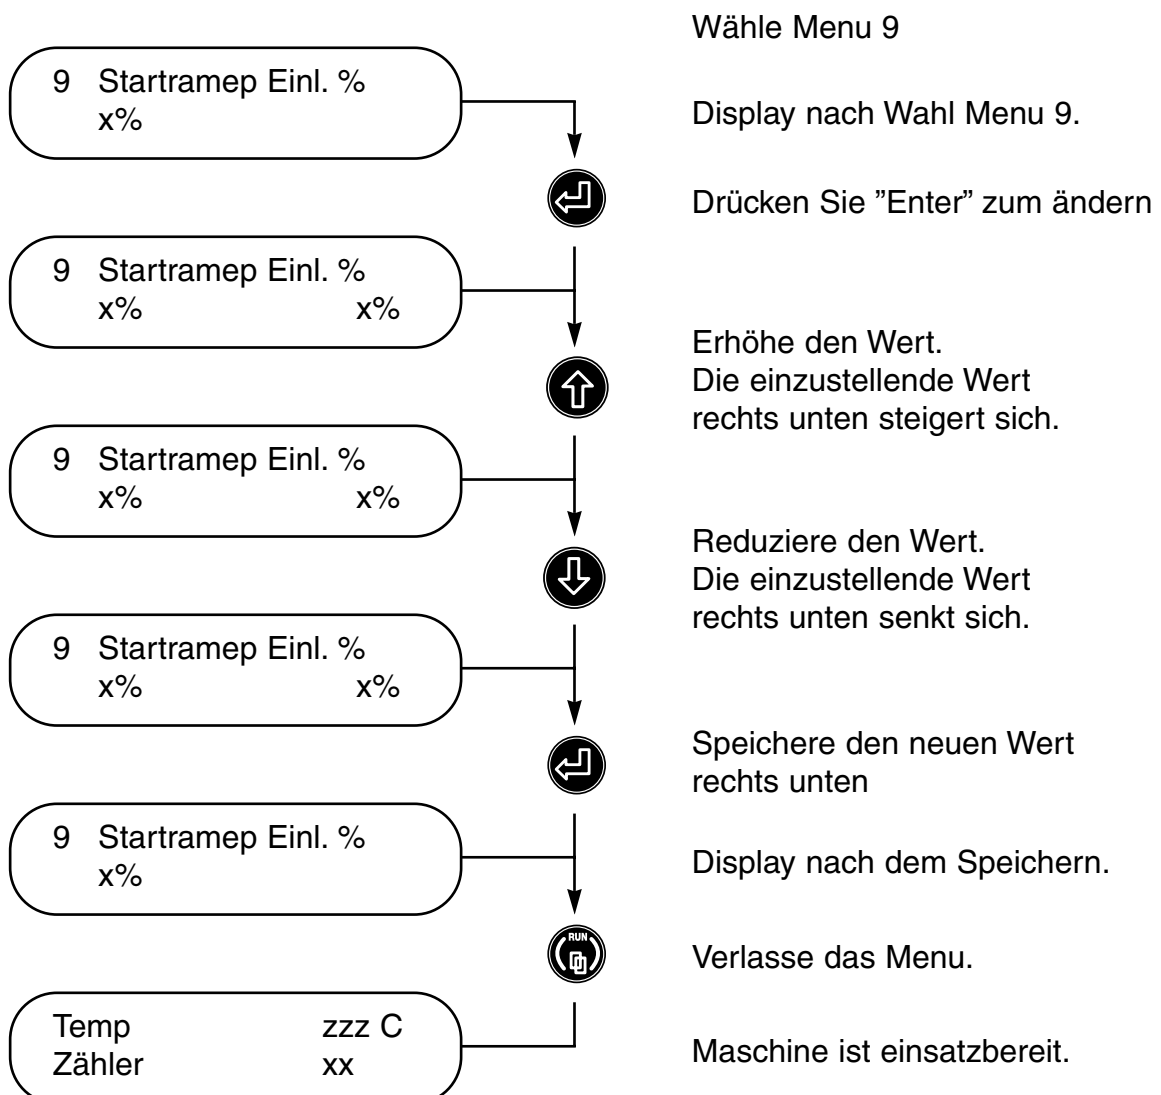 Wähle Menu 9
9 Startramep Einl. %
x%
Display nach Wahl Menu 9.
Drücken Sie ”Enter” zum ändern
9 Startramep Einl. %
x% x%
Erhöhe den Wert.
Die einzustellende Wert
rechts unten steigert sich.
9 Startramep Einl. %
x% x%
Reduziere den Wert.
Die einzustellende Wert
rechts unten senkt sich.
9 Startramep Einl. %
x% x%
Speichere den neuen Wert
rechts unten
9 Startramep Einl. %
x%
Display nach dem Speichern.
RUN
Verlasse das Menu.
Temp zzz C
Zähler xx
Maschine ist einsatzbereit.